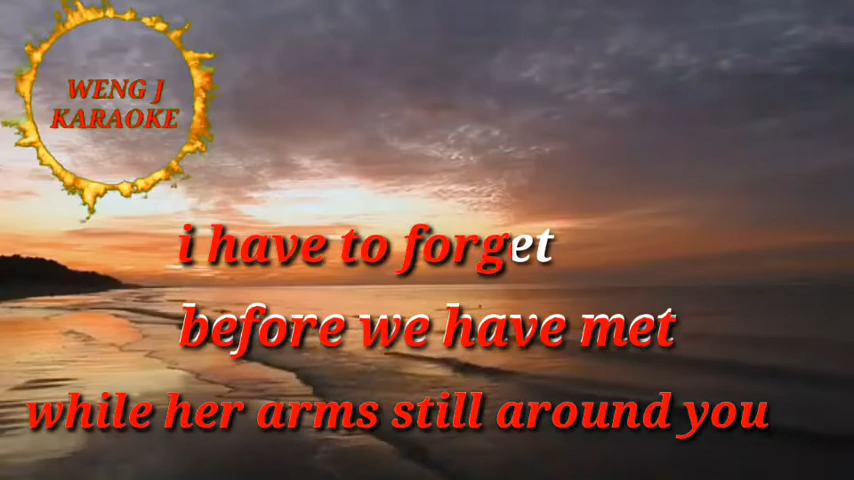 WENG J
KARAOKE
i have to forget
before we have met
while her arms still around you